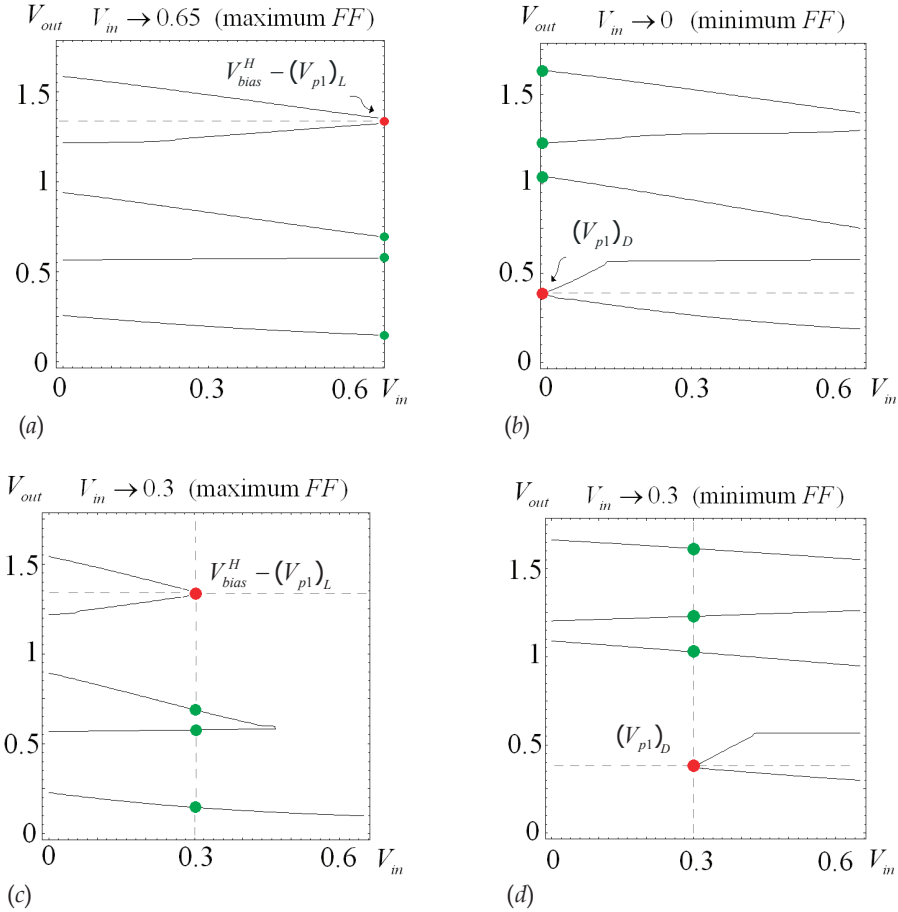 V_out V_in → 0.65 (maximum FF)
V^H_bias − (V_p1)_L
1.5
1
0.5
0
0 0.3 0.6 V_in
(a)
V_out V_in → 0 (minimum FF)
1.5
1
(V_p1)_D
0.5
0
0 0.3 0.6 V_in
(b)
V_out V_in → 0.3 (maximum FF)
1.5
V^H_bias − (V_p1)_L
1
0.5
0
0 0.3 0.6 V_in
(c)
V_out V_in → 0.3 (minimum FF)
1.5
1
(V_p1)_D
0.5
0
0 0.3 0.6 V_in
(d)